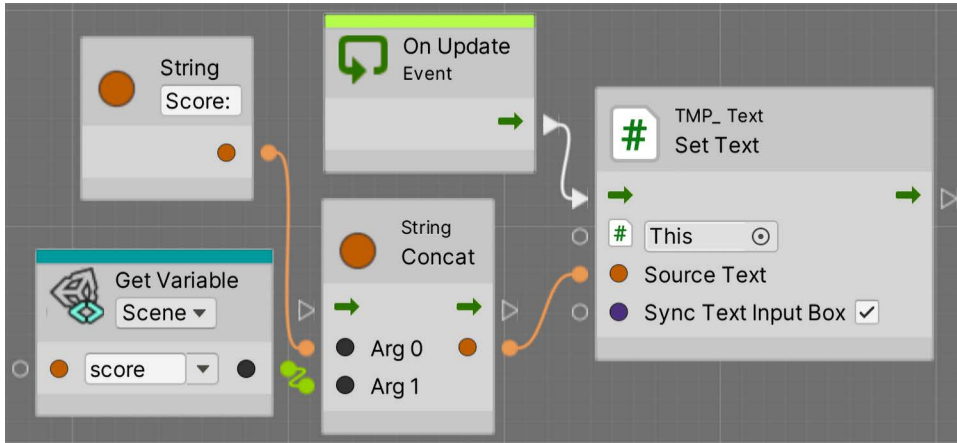 String
Score:
On Update
Event
TMP_ Text
Set Text
This
Source Text
Sync Text Input Box
Get Variable
Scene
score
String
Concat
Arg 0
Arg 1